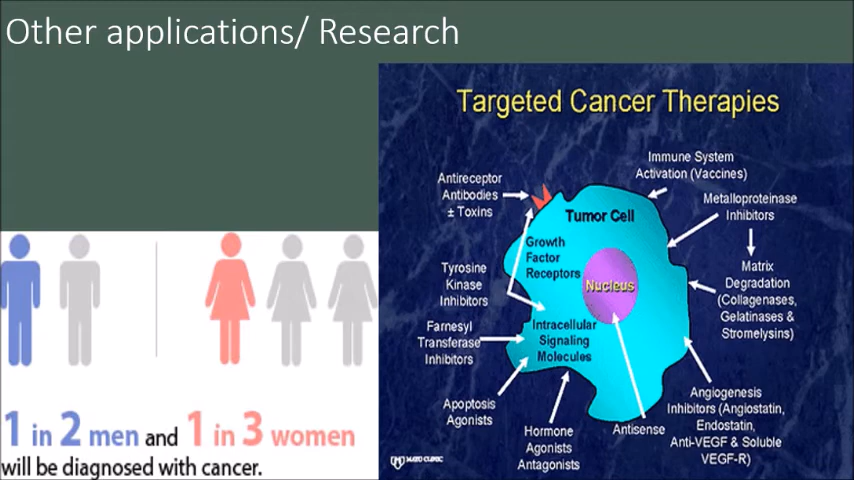 Other applications/ Research
Targeted Cancer Therapies
Immune System
Activation (Vaccines)
Antireceptor
Antibodies
± Toxins
Metalloproteinase
Inhibitors
Tumor Cell
Growth
Factor
Receptors
Nucleus
Tyrosine
Kinase
Inhibitors
Matrix
Degradation
(Collagenases,
Gelatinases &
Stromelysins)
Farnesyl
Transferase
Inhibitors
Intracellular
Signaling
Molecules
Apoptosis
Agonists
Hormone
Agonists
Antagonists
Antisense
Angiogenesis
Inhibitors (Angiostatin,
Endostatin,
Anti-VEGF & Soluble
VEGF-R)
MAYO CLINIC
1 in 2 men and 1 in 3 women
will be diagnosed with cancer.